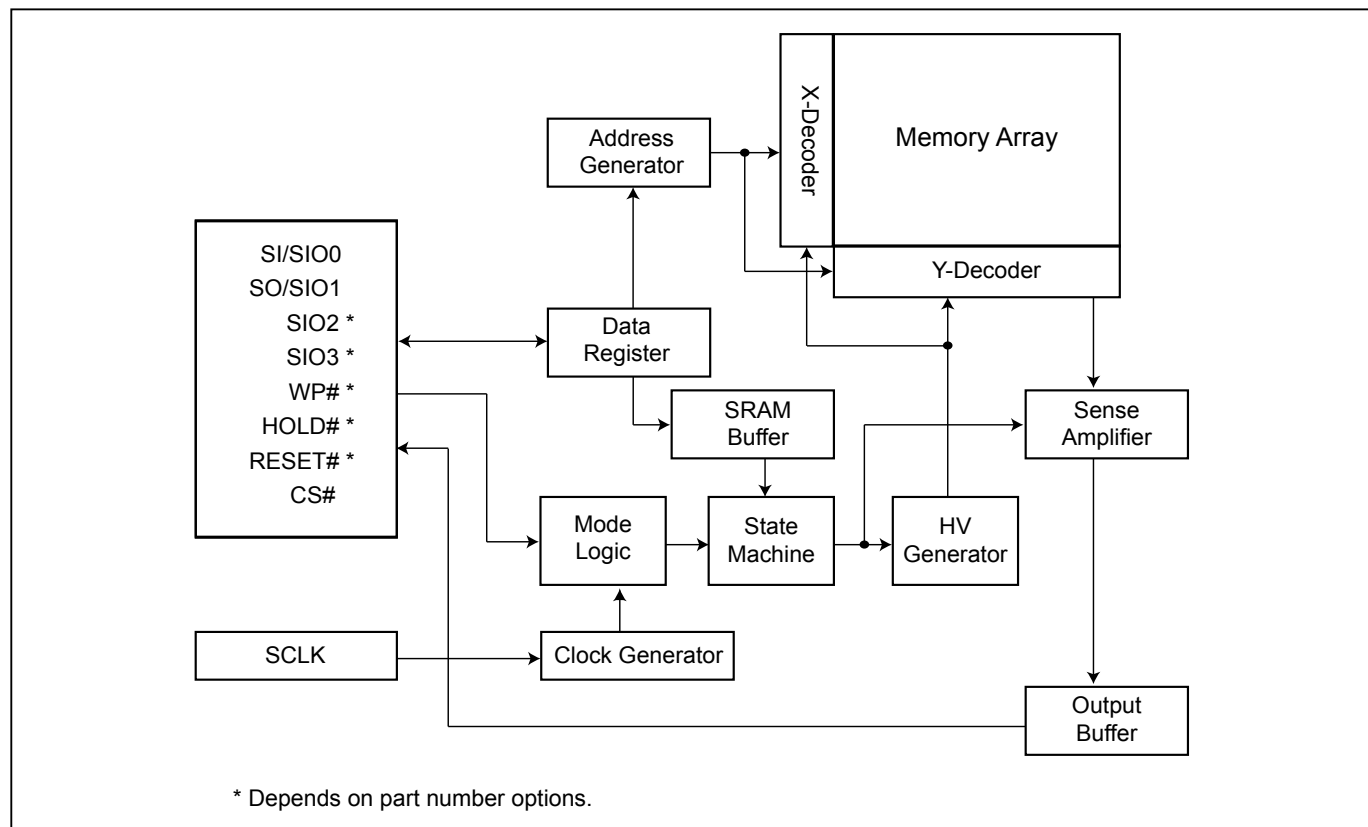 X-Decoder
Memory Array
Address
Generator
Y-Decoder
SI/SIO0
SO/SIO1
SIO2 *
SIO3 *
WP# *
HOLD# *
RESET# *
CS#
Data
Register
SRAM
Buffer
Sense
Amplifier
Mode
Logic
State
Machine
HV
Generator
SCLK
Clock Generator
Output
Buffer
* Depends on part number options.